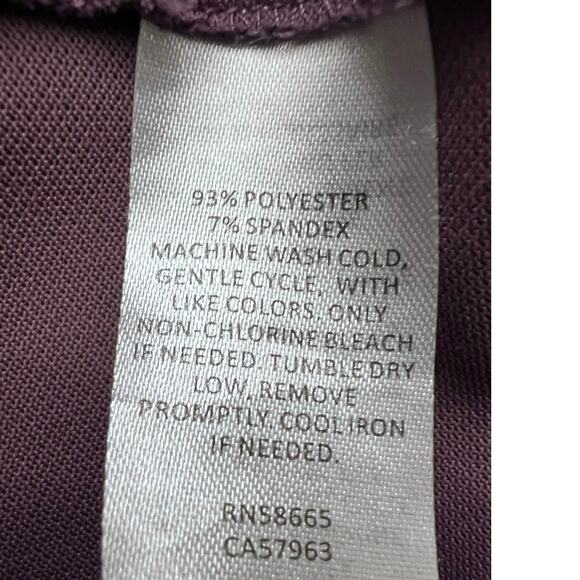 93% POLYESTER
7% SPANDEX
MACHINE WASH COLD,
GENTLE CYCLE, WITH
LIKE COLORS. ONLY
NON-CHLORINE BLEACH
IF NEEDED. TUMBLE DRY
LOW, REMOVE
PROMPTLY. COOL IRON
IF NEEDED.
RN58665
CA57963